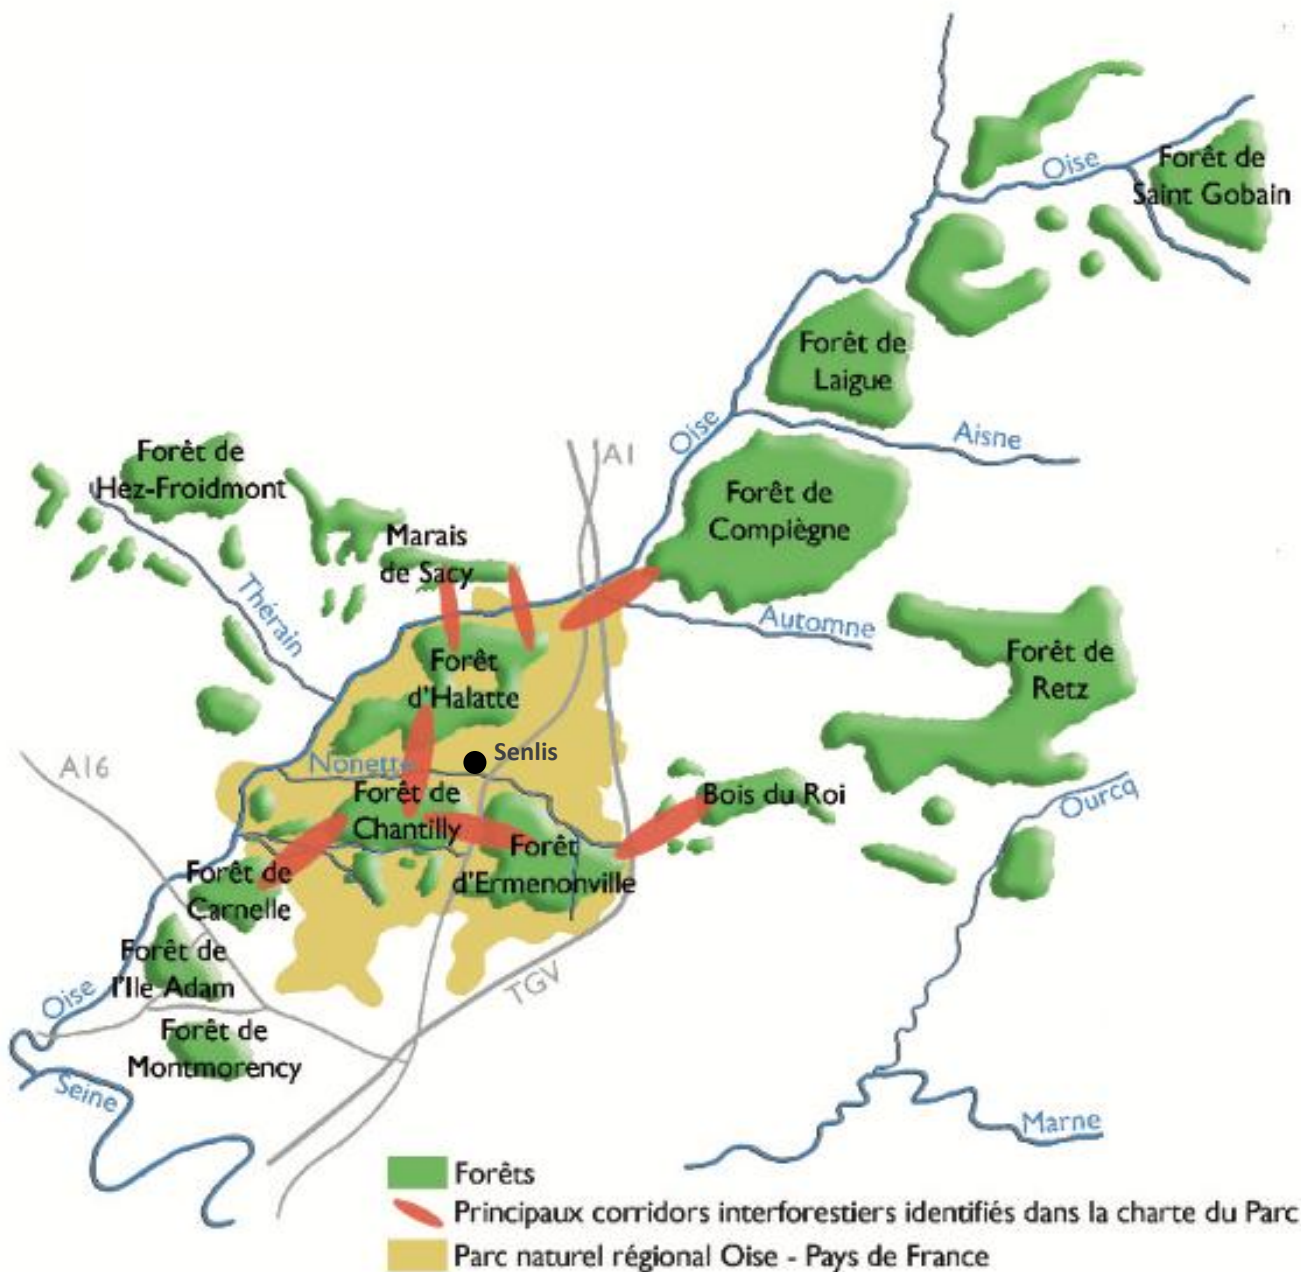 Oise
Forêt de
Saint Gobain
Forêt de
Laigue
Oise
Aisne
A1
Forêt de
Hez-Froidmont
Forêt de
Compiègne
Marais
de Sacy
Thérain
Automne
Forêt
d'Halatte
Forêt de
Retz
Senlis
A16
Nonette
Forêt de
Chantilly
Bois du Roi
Ourcq
Forêt
d'Ermenonville
Forêt de
Carnelle
Forêt de
l'Ile Adam
TGV
Oise
Forêt de
Montmorency
Seine
Marne
Forêts
Principaux corridors interforestiers identifiés dans la charte du Parc
Parc naturel régional Oise - Pays de France